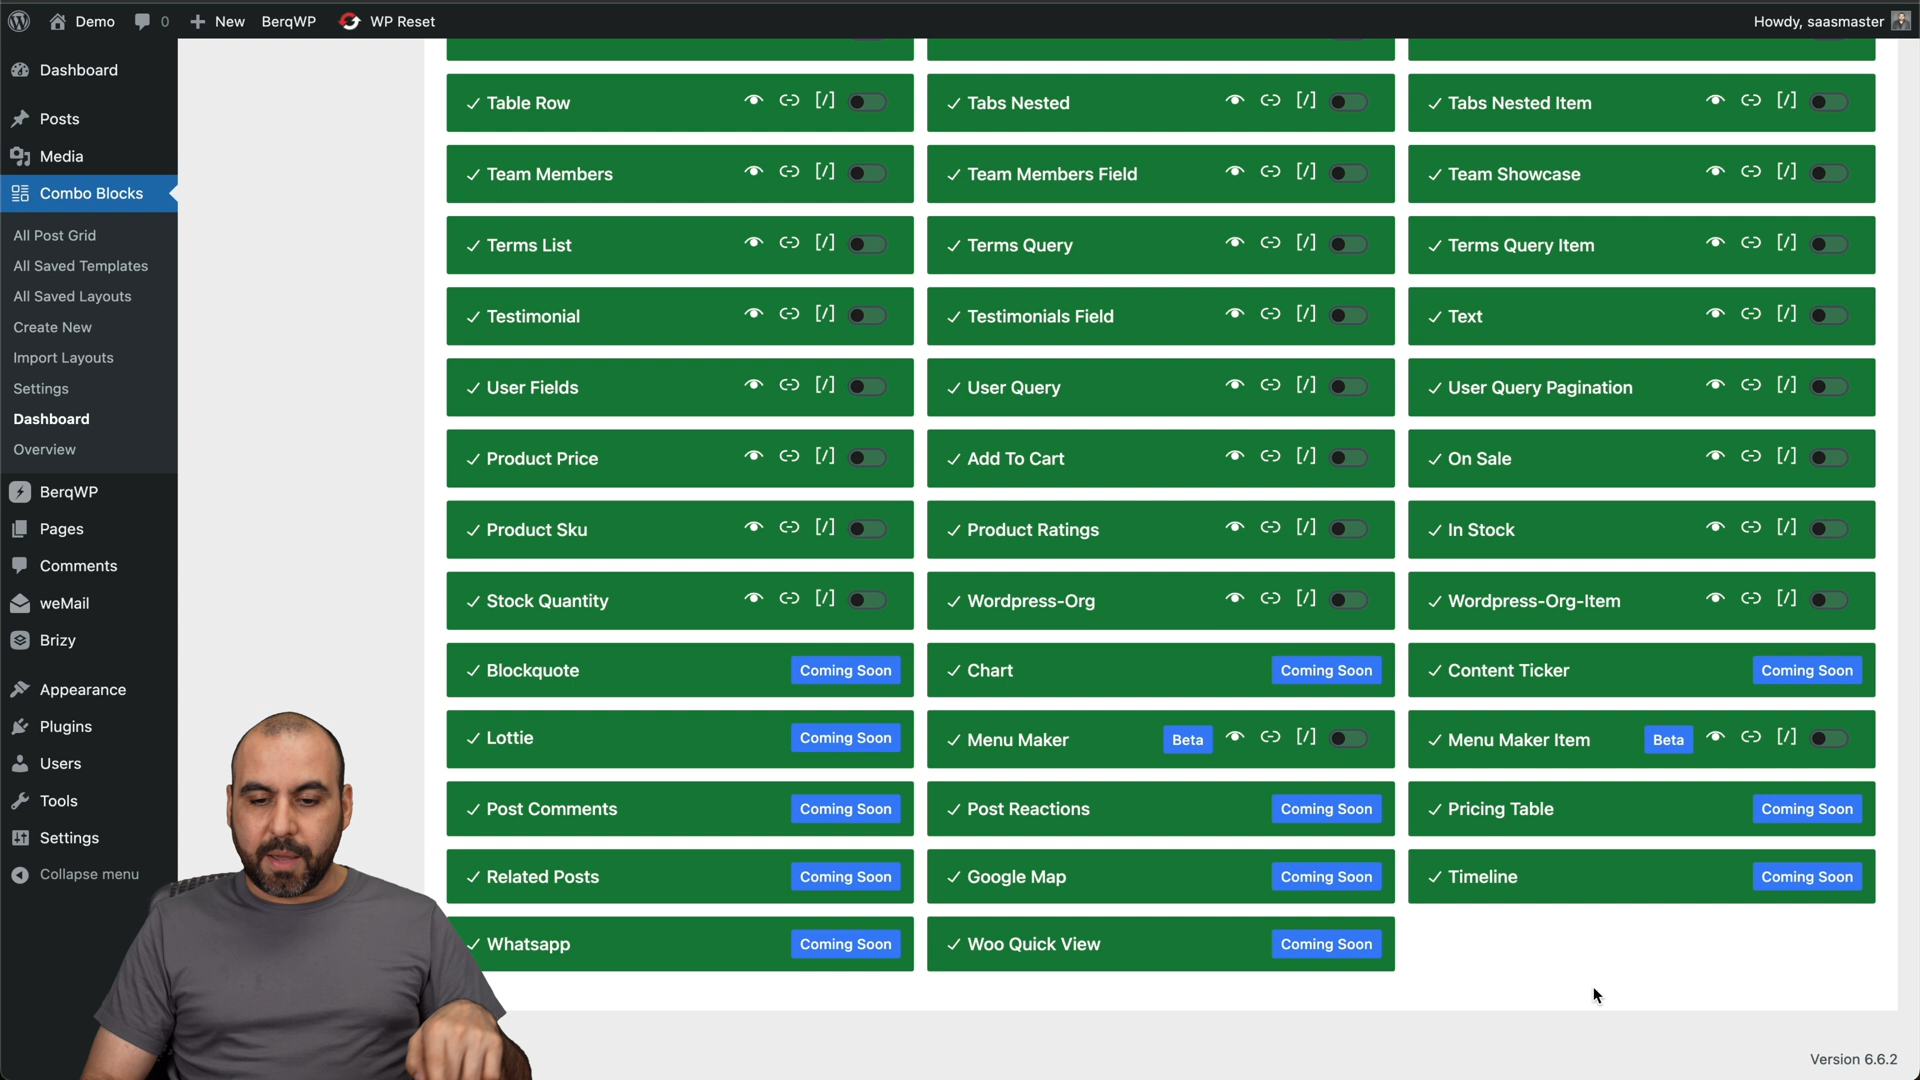 Demo 0 New BerqWP WP Reset Howdy, saasmaster
Dashboard
Posts
Media
Combo Blocks
All Post Grid
All Saved Templates
All Saved Layouts
Create New
Import Layouts
Settings
Dashboard
Overview
BerqWP
Pages
Comments
weMail
Brizy
Appearance
Plugins
Users
Tools
Settings
Collapse menu
Table Row [/] Tabs Nested [/] Tabs Nested Item [/]
Team Members [/] Team Members Field [/] Team Showcase [/]
Terms List [/] Terms Query [/] Terms Query Item [/]
Testimonial [/] Testimonials Field [/] Text [/]
User Fields [/] User Query [/] User Query Pagination [/]
Product Price [/] Add To Cart [/] On Sale [/]
Product Sku [/] Product Ratings [/] In Stock [/]
Stock Quantity [/] Wordpress-Org [/] Wordpress-Org-Item [/]
Blockquote Coming Soon Chart Coming Soon Content Ticker Coming Soon
Lottie Coming Soon Menu Maker Beta [/] Menu Maker Item Beta [/]
Post Comments Coming Soon Post Reactions Coming Soon Pricing Table Coming Soon
Related Posts Coming Soon Google Map Coming Soon Timeline Coming Soon
Whatsapp Coming Soon Woo Quick View Coming Soon
Version 6.6.2